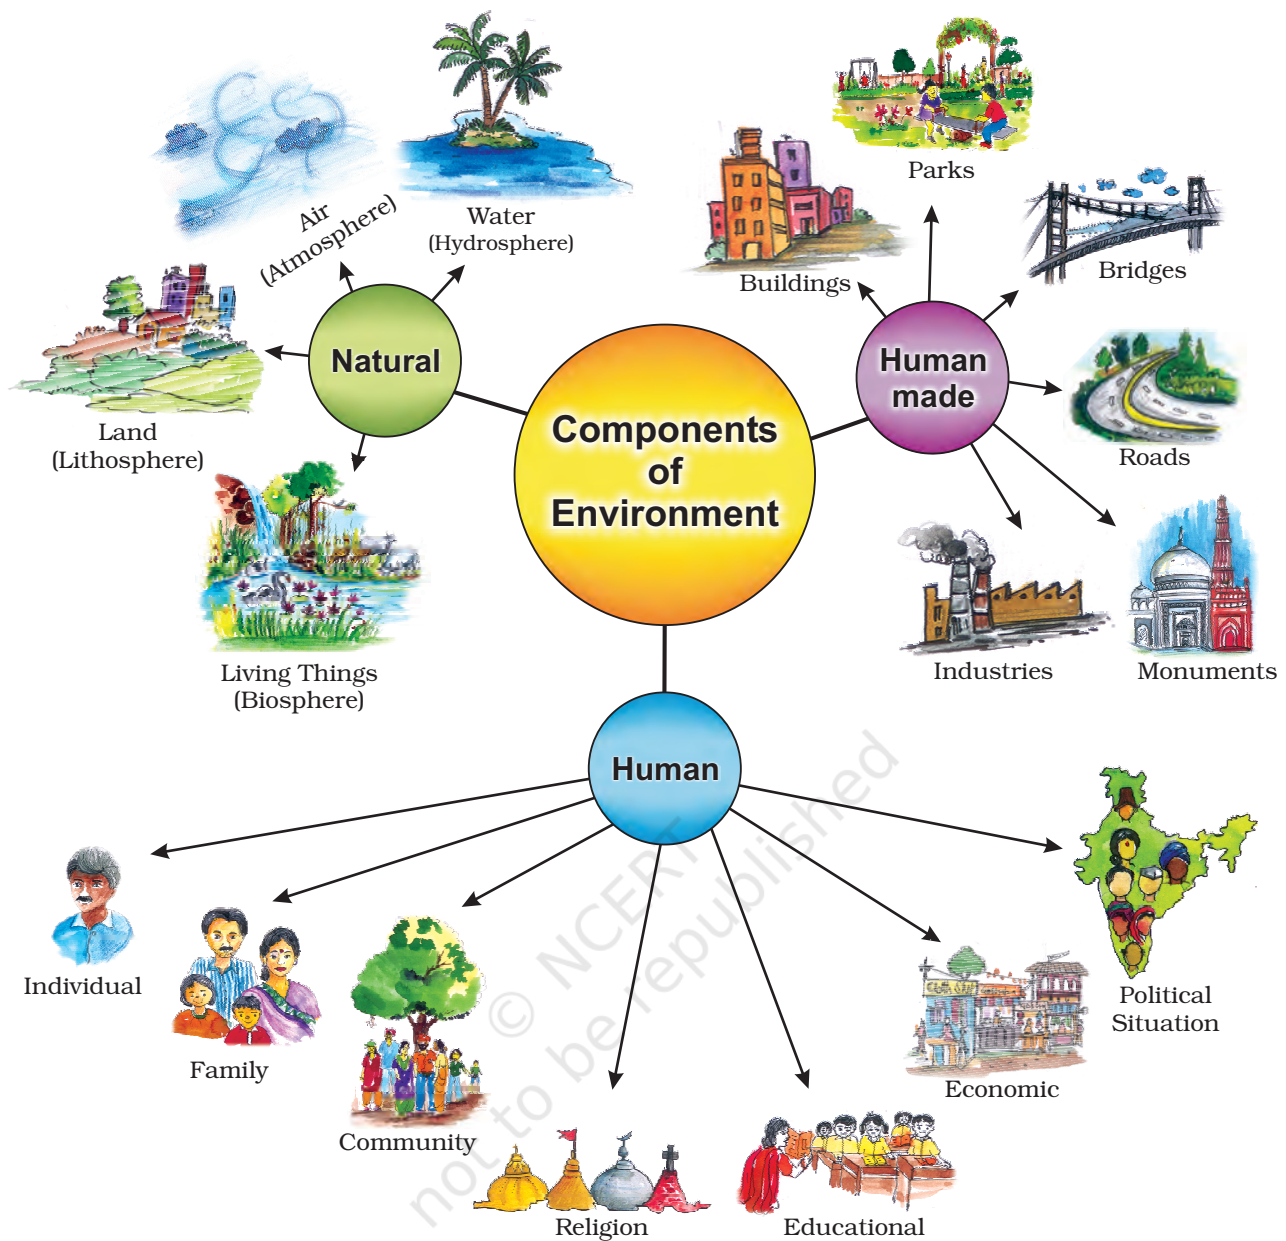 Components
of
Environment
Natural
Air
(Atmosphere)
Water
(Hydrosphere)
Land
(Lithosphere)
Living Things
(Biosphere)
Human
made
Buildings
Parks
Bridges
Roads
Industries
Monuments
Human
Individual
Family
Community
Religion
Educational
Economic
Political
Situation
© NCERT
not to be republished